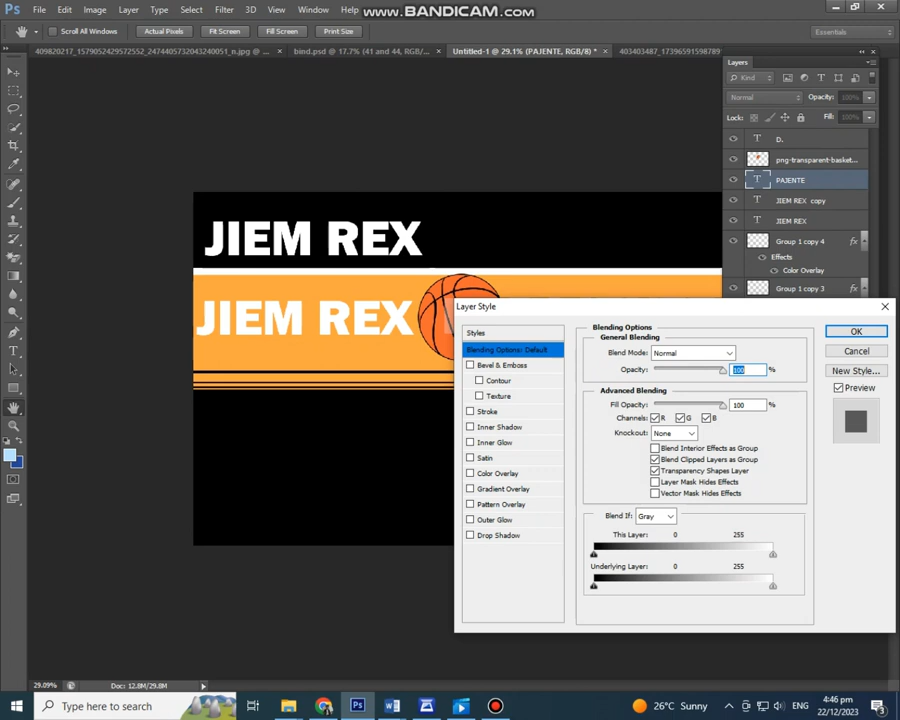 Ps File Edit Image Layer Type Select Filter 3D View Window Help
WWW.BANDICAM.COM
Scroll All Windows Actual Pixels Fit Screen Fill Screen Print Size Essentials
409820217_1579052429572552_2474405732043240051_n.jpg @ bind.psd @ 17.7% (41 and 44, RGB/8) * Untitled-1 @ 29.1% (PAJENTE, RGB/8) * 403403487_17396591598789
Layers
Kind
Normal Opacity: 100%
Lock: Fill: 100%
D.
png-transparent-basket...
PAJENTE
JIEM REX copy
JIEM REX
Group 1 copy 4 fx
Effects
Color Overlay
Group 1 copy 3 fx
JIEM REX
JIEM REX
Layer Style
Styles
Blending Options: Default
Bevel & Emboss
Contour
Texture
Stroke
Inner Shadow
Inner Glow
Satin
Color Overlay
Gradient Overlay
Pattern Overlay
Outer Glow
Drop Shadow
Blending Options
General Blending
Blend Mode: Normal
Opacity: 100 %
Advanced Blending
Fill Opacity: 100 %
Channels: R G B
Knockout: None
Blend Interior Effects as Group
Blend Clipped Layers as Group
Transparency Shapes Layer
Layer Mask Hides Effects
Vector Mask Hides Effects
Blend If: Gray
This Layer: 0 255
Underlying Layer: 0 255
OK
Cancel
New Style...
Preview
29.09% Doc: 12.8M/29.8M
Type here to search
26°C Sunny
ENG
4:46 pm
22/12/2023
3